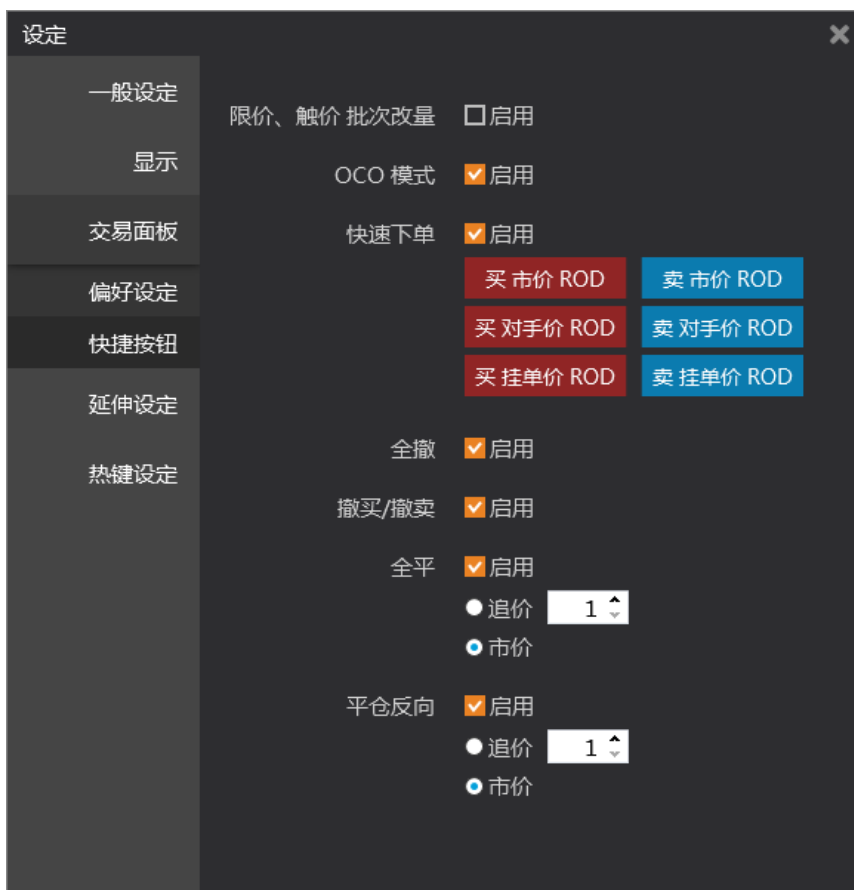 设定
一般设定
显示
交易面板
偏好设定
快捷按钮
延伸设定
热键设定
限价、触价 批次改量 启用
OCO 模式 启用
快速下单 启用
买 市价 ROD 卖 市价 ROD
买 对手价 ROD 卖 对手价 ROD
买 挂单价 ROD 卖 挂单价 ROD
全撤 启用
撤买/撤卖 启用
全平 启用
追价 1
市价
平仓反向 启用
追价 1
市价